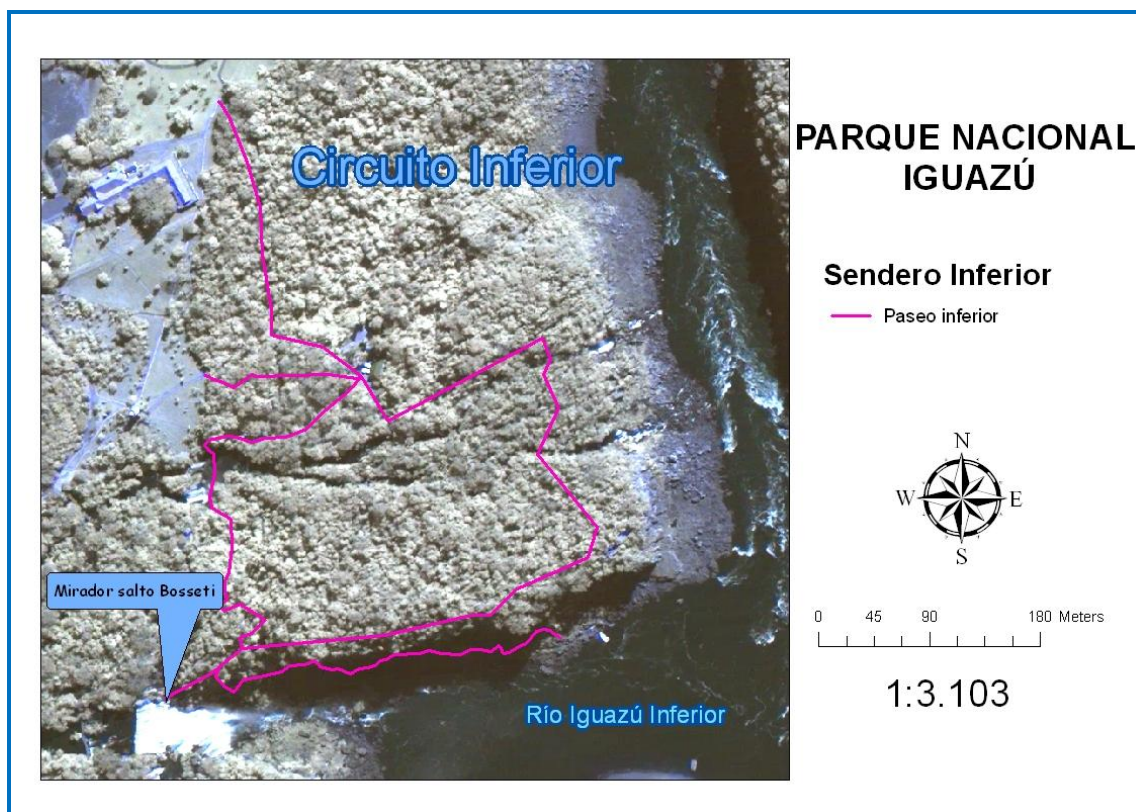 Circuito Inferior
Mirador salto Bosseti
Río Iguazú Inferior
PARQUE NACIONAL
IGUAZÚ
Sendero Inferior
Paseo inferior
N
W E
S
0 45 90 180 Meters
1:3.103